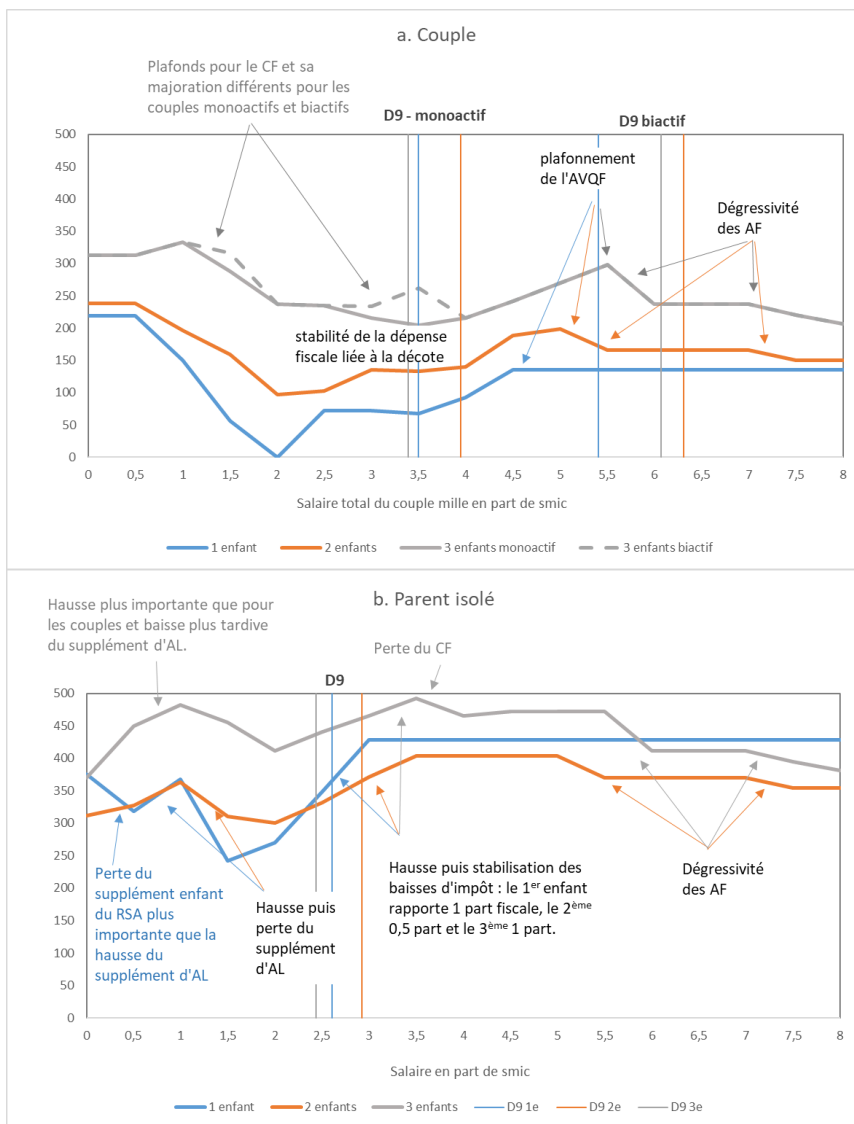 a. Couple
Plafonds pour le CF et sa
majoration différents pour les
couples monoactifs et biactifs
D9 - monoactif
D9 biactif
plafonnement
de l'AVQF
Dégressivité
des AF
stabilité de la dépense
fiscale liée à la décote
500
450
400
350
300
250
200
150
100
50
0
0 0,5 1 1,5 2 2,5 3 3,5 4 4,5 5 5,5 6 6,5 7 7,5 8
Salaire total du couple mille en part de smic
1 enfant 2 enfants 3 enfants monoactif 3 enfants biactif
b. Parent isolé
Hausse plus importante que pour
les couples et baisse plus tardive
du supplément d'AL.
Perte du CF
D9
500
450
400
350
300
250
200
150
100
50
0
Perte du
supplément enfant
du RSA plus
importante que la
hausse du
supplément d'AL
Hausse puis
perte du
supplément
d'AL
Hausse puis stabilisation des
baisses d'impôt : le 1er enfant
rapporte 1 part fiscale, le 2ème
0,5 part et le 3ème 1 part.
Dégressivité
des AF
0 0,5 1 1,5 2 2,5 3 3,5 4 4,5 5 5,5 6 6,5 7 7,5 8
Salaire en part de smic
1 enfant 2 enfants 3 enfants D9 1e D9 2e D9 3e